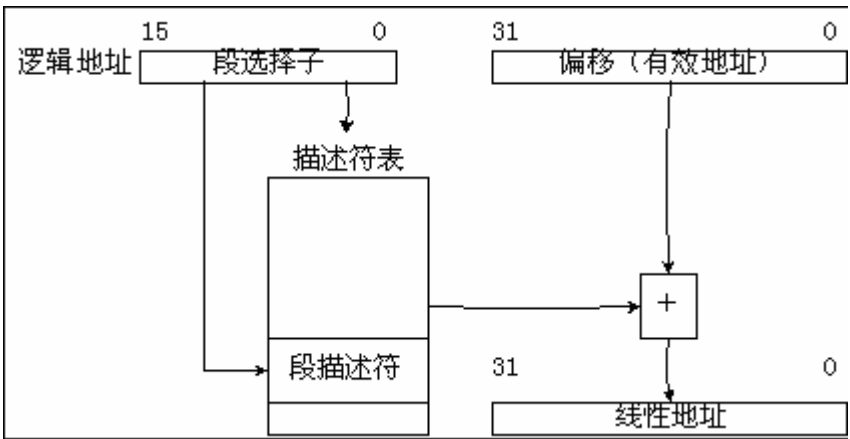 15 0 31 0
逻辑地址 段选择子 偏移（有效地址）
描述符表
+
段描述符 31 0
线性地址